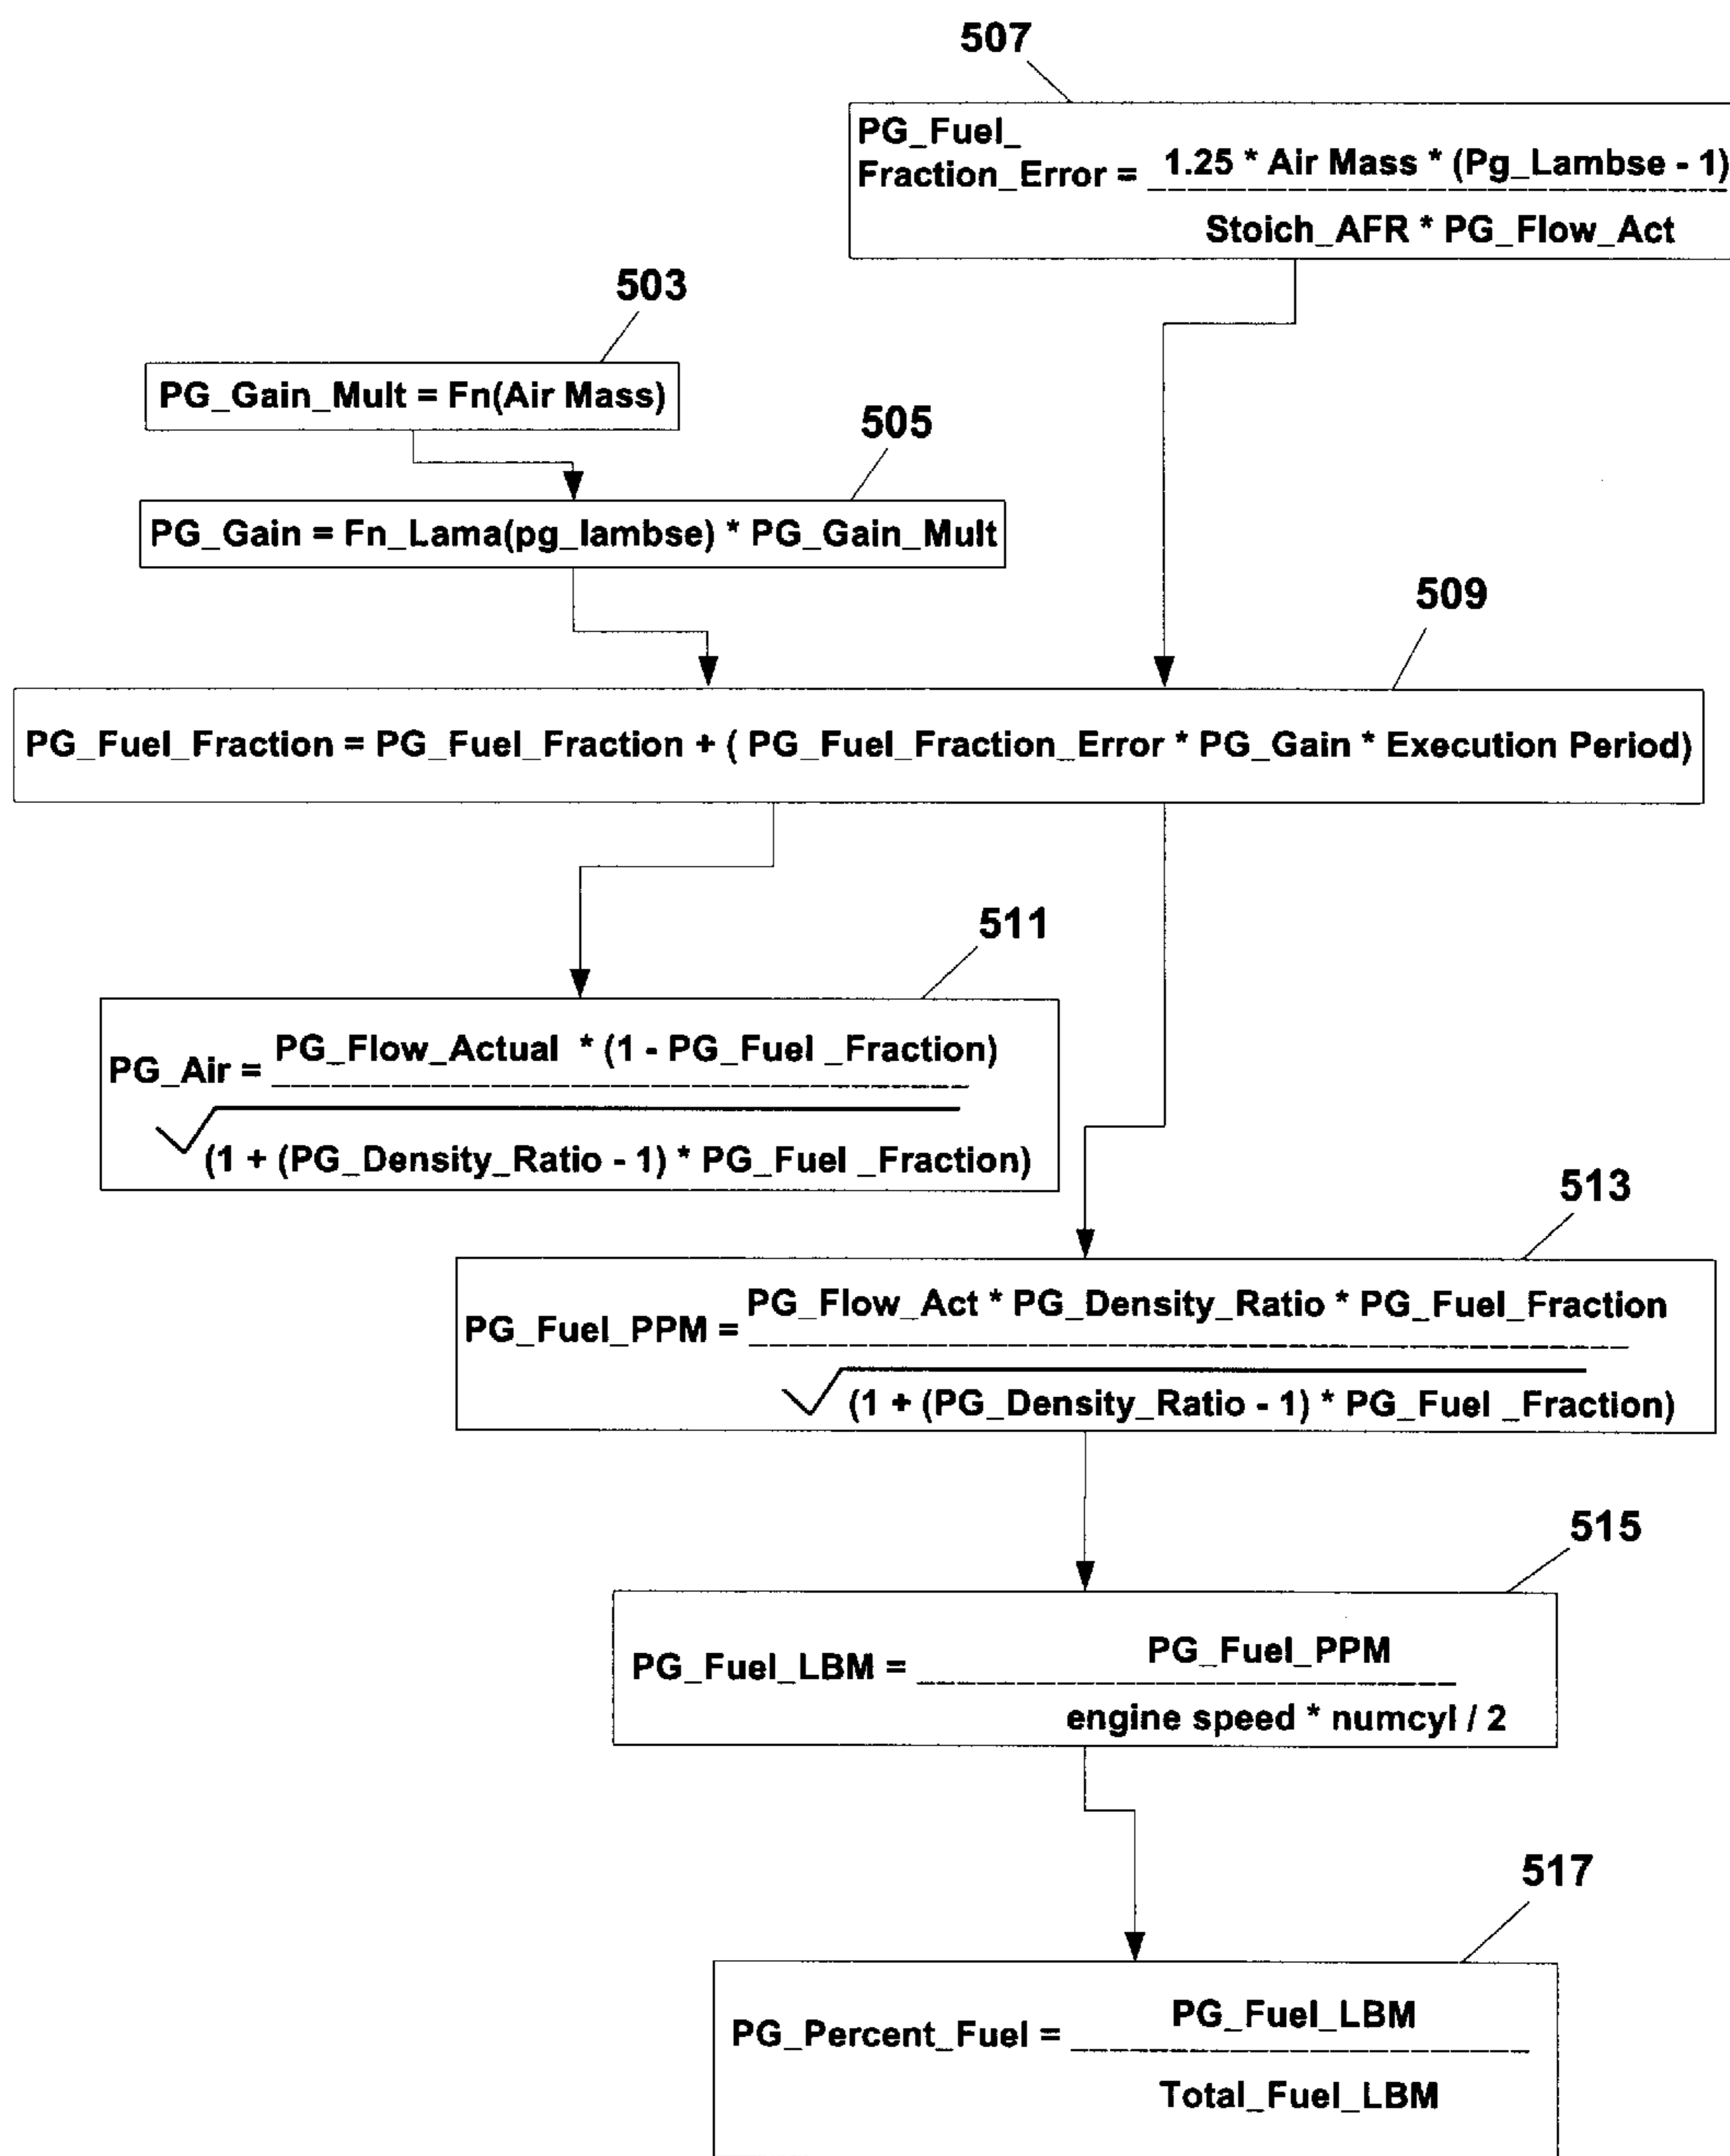 507
PG_Fuel_
Fraction_Error = 1.25 * Air Mass * (Pg_Lambse - 1)
Stoich_AFR * PG_Flow_Act
503
PG_Gain_Mult = Fn(Air Mass)
505
PG_Gain = Fn_Lama(pg_lambse) * PG_Gain_Mult
509
PG_Fuel_Fraction = PG_Fuel_Fraction + ( PG_Fuel_Fraction_Error * PG_Gain * Execution Period)
511
PG_Flow_Actual * (1 - PG_Fuel _Fraction)
PG_Air =
√(1 + (PG_Density_Ratio - 1) * PG_Fuel _Fraction)
513
PG_Flow_Act * PG_Density_Ratio * PG_Fuel_Fraction
PG_Fuel_PPM =
√(1 + (PG_Density_Ratio - 1) * PG_Fuel _Fraction)
515
PG_Fuel_PPM
PG_Fuel_LBM =
engine speed * numcyl / 2
517
PG_Fuel_LBM
PG_Percent_Fuel =
Total_Fuel_LBM